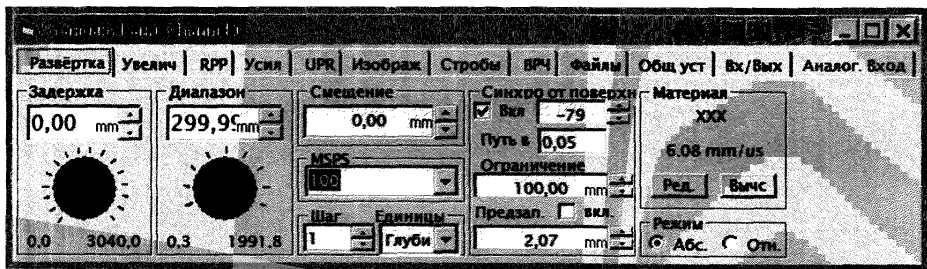 Развёртка Увелич RPP Усил UPR Изображ Стробы ВРЧ Файлы Общ уст Вх/Вых Аналог. Вход
Задержка Диапазон Смещение Синхро от поверхн Материал
0,00 mm 299,99 mm 0,00 mm Вкл -79 XXX
Путь в 0,05 6.08 mm/us
MSPS Ограничение
100 100,00 mm Ред. Вычс
Шаг Единицы Предзап. вкл. Режим
0.0 3040,0 0.3 1991.8 1 Глуби 2,07 mm Абс. Отн.